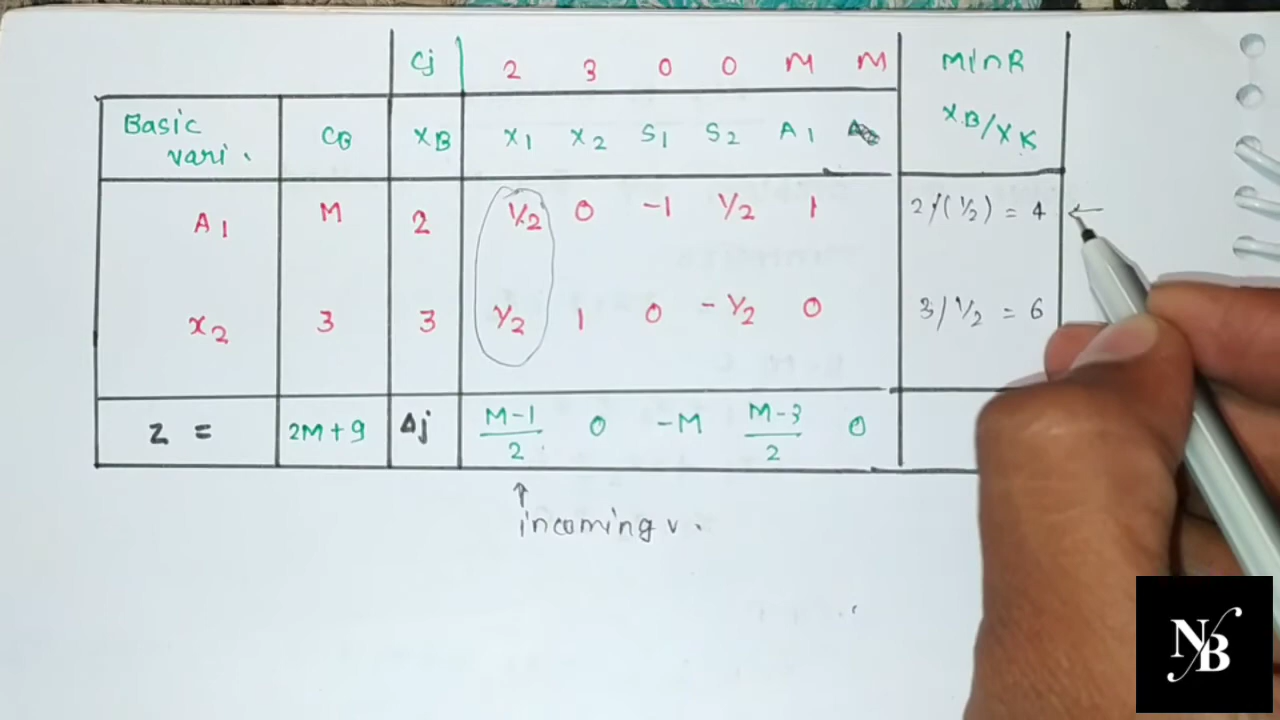 Cj 2 3 0 0 M M Min R
Basic vari. CB XB x1 x2 S1 S2 A1 XB/XK
A1 M 2 1/2 0 -1 1/2 1 2/(1/2) = 4 ←
x2 3 3 1/2 1 0 -1/2 0 3/1/2 = 6
Z = 2M+9 Δj M-1/2 0 -M M-3/2 0
↑
incoming v.
NB